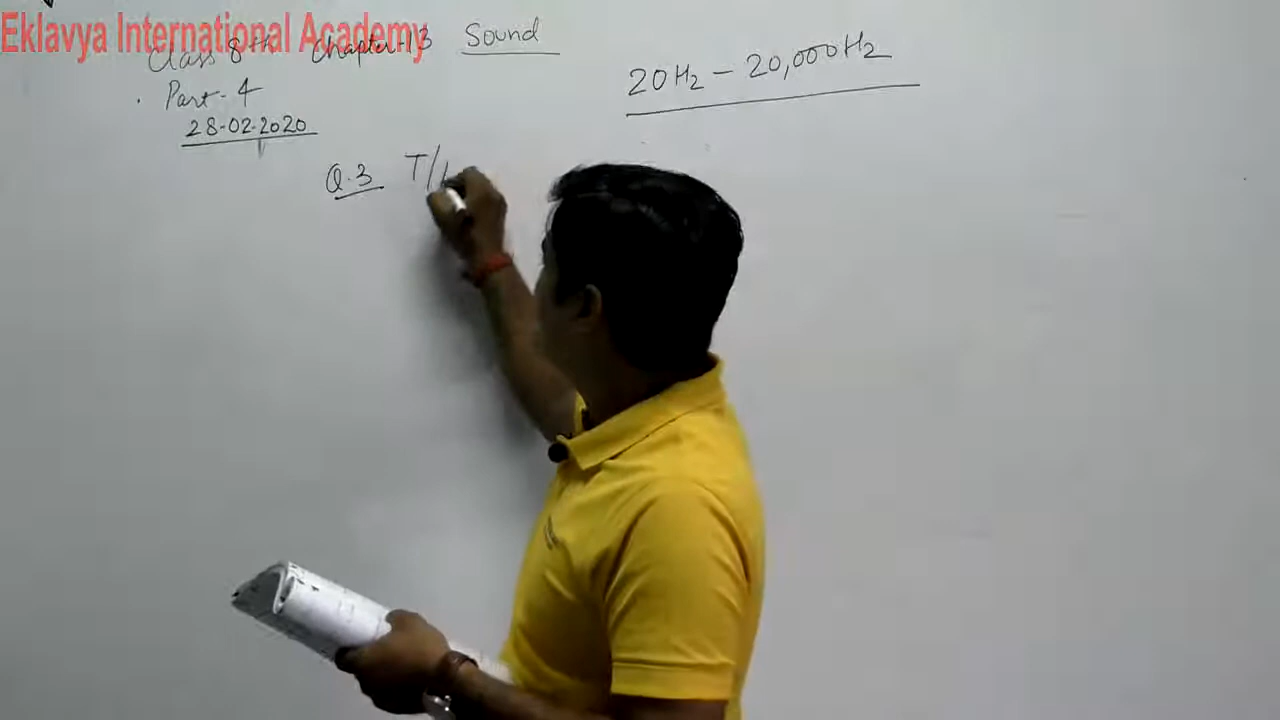 Eklavya International Academy
Class 8th Chapter-13 Sound
Part-4
28-02-2020
20Hz - 20,000Hz
Q.3 T/